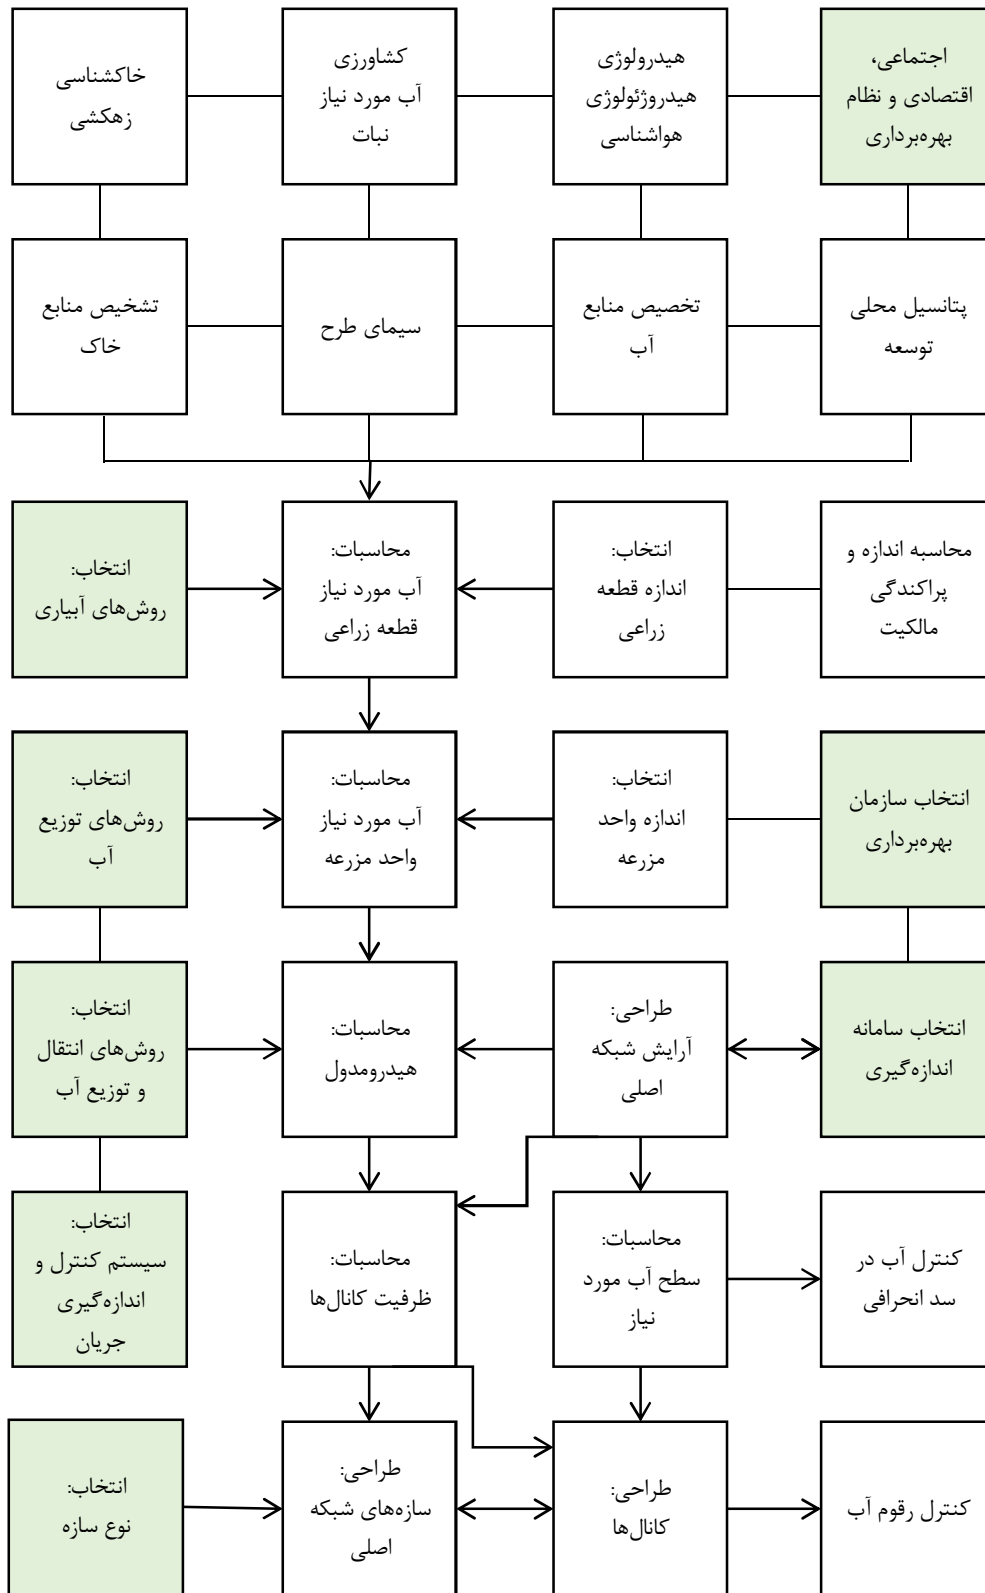 اجتماعی،
اقتصادی و نظام
بهره‌برداری
هیدرولوژی
هیدروژئولوژی
هواشناسی
کشاورزی
آب مورد نیاز
نبات
خاکشناسی
زهکشی
پتانسیل محلی
توسعه
تخصیص منابع
آب
سیمای طرح
تشخیص منابع
خاک
محاسبه اندازه و
پراکندگی
مالکیت
انتخاب:
اندازه قطعه
زراعی
محاسبات:
آب مورد نیاز
قطعه زراعی
انتخاب:
روش‌های آبیاری
انتخاب سازمان
بهره‌برداری
انتخاب:
اندازه واحد
مزرعه
محاسبات:
آب مورد نیاز
واحد مزرعه
انتخاب:
روش‌های توزیع
آب
انتخاب سامانه
اندازه‌گیری
طراحی:
آرایش شبکه
اصلی
محاسبات:
هیدرومدول
انتخاب:
روش‌های انتقال
و توزیع آب
کنترل آب در
سد انحرافی
محاسبات:
سطح آب مورد
نیاز
محاسبات:
ظرفیت کانال‌ها
انتخاب:
سیستم کنترل و
اندازه‌گیری
جریان
کنترل رقوم آب
طراحی:
کانال‌ها
طراحی:
سازه‌های شبکه
اصلی
انتخاب:
نوع سازه